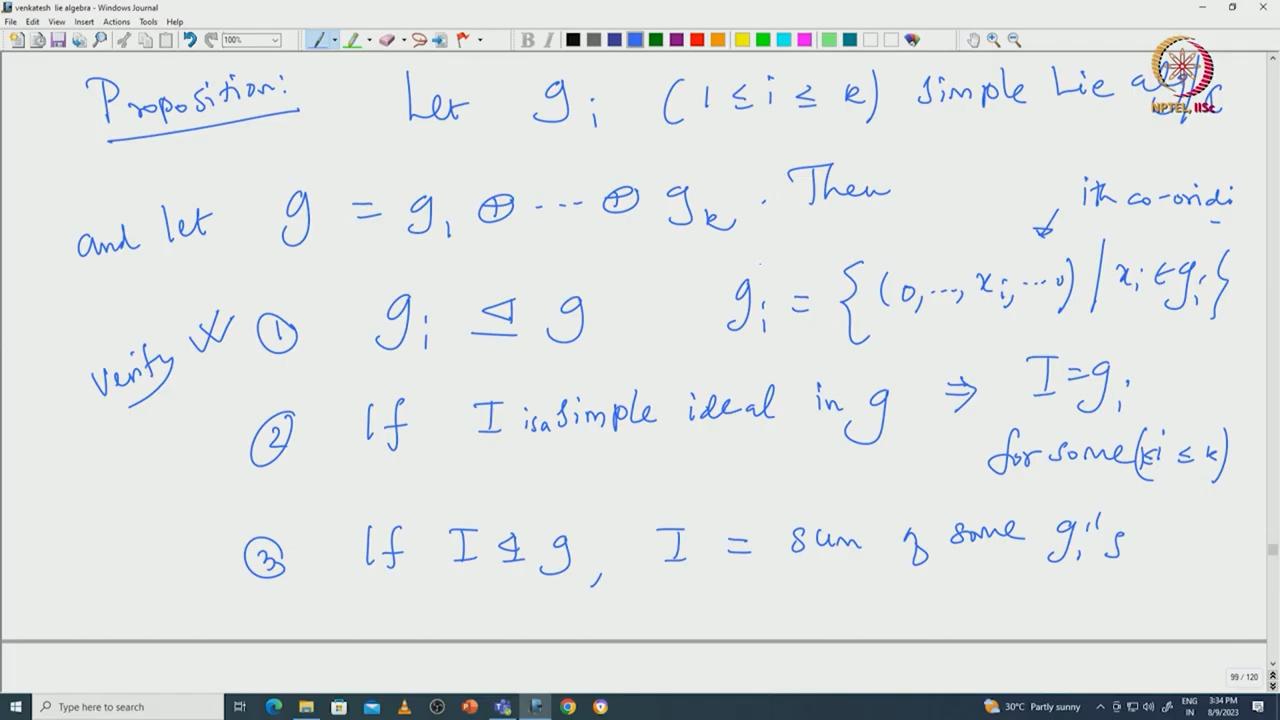 venkatesh lie algebra - Windows Journal
File Edit View Insert Actions Tools Help
100%
B I
NPTEL, IISc
Proposition: Let g_i (1 ≤ i ≤ k) simple Lie
and let g = g_1 ⊕ ... ⊕ g_k . Then
ith co-oridi
verify ① g_i ⊴ g g_i = {(0, ..., x_i, ... 0) | x_i ∈ g_i}
② If I is a simple ideal in g ⇒ I = g_i
for some (1≤i ≤ k)
③ If I ⊴ g, I = sum of some g_i's
99 / 120
Type here to search
30°C Partly sunny
ENG
IN
3:34 PM
8/9/2023